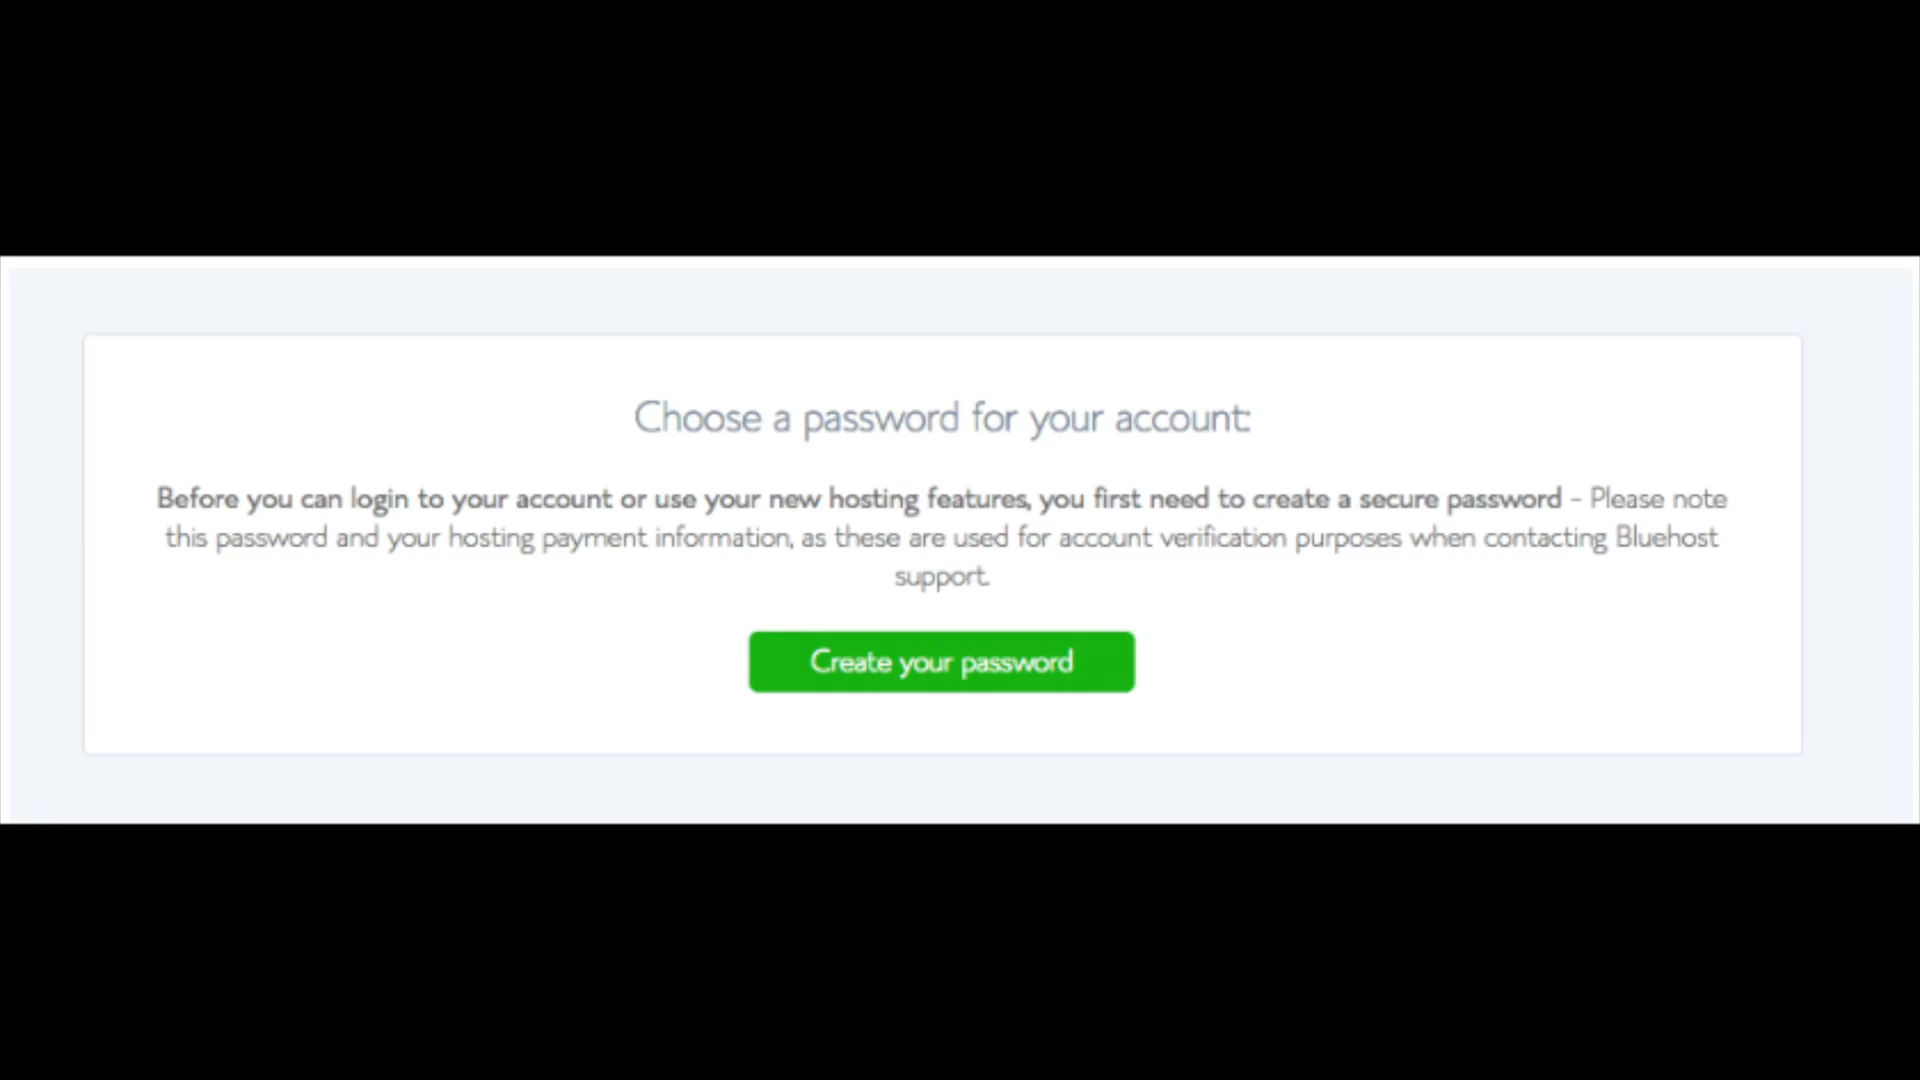 Choose a password for your account:
Before you can login to your account or use your new hosting features, you first need to create a secure password - Please note
this password and your hosting payment information, as these are used for account verification purposes when contacting Bluehost
support.
Create your password